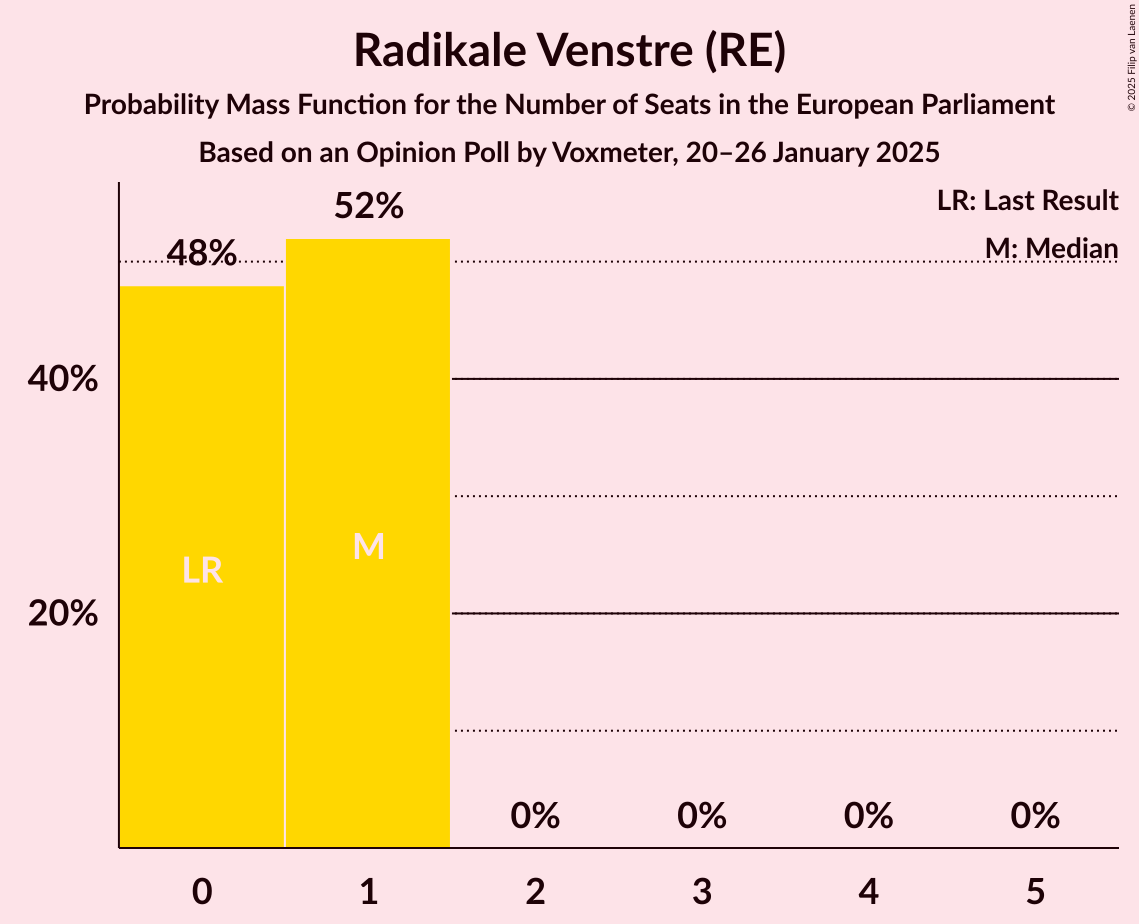 Radikale Venstre (RE)
Probability Mass Function for the Number of Seats in the European Parliament
Based on an Opinion Poll by Voxmeter, 20–26 January 2025
© 2025 Filip van Laenen
LR: Last Result
M: Median
48%
52%
40%
20%
LR
M
0%
0%
0%
0%
0
1
2
3
4
5